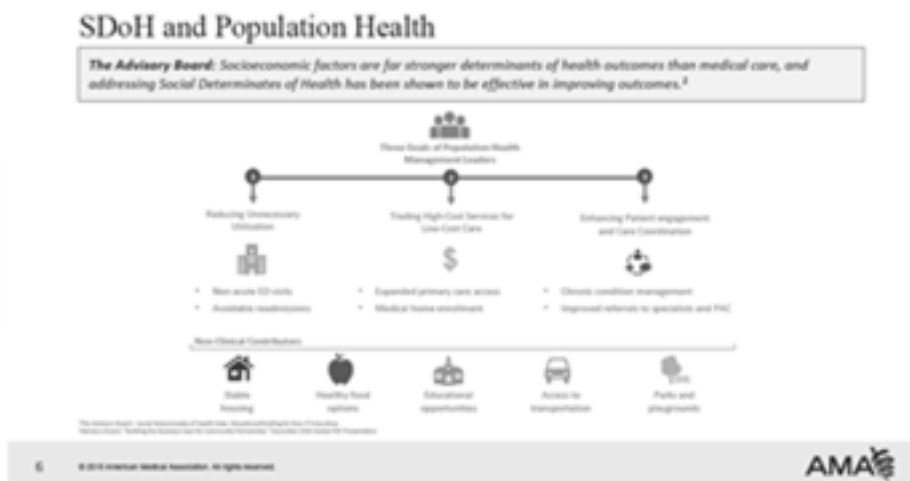 SDoH and Population Health
The Advisory Board: Socioeconomic factors are far stronger determinants of health outcomes than medical care, and
addressing Social Determinates of Health has been shown to be effective in improving outcomes.
Three Goals of Population Health
Management Leaders
1 2 3
Reducing Unnecessary
Utilization
Trading High-Cost Services for
Low-Cost Care
Enhancing Patient engagement
and Care Coordination
$
• Non-acute ED visits
• Avoidable readmissions
• Expanded primary care access
• Medical home enrollment
• Chronic condition management
• Improved referrals to specialists and PAC
Non-Clinical Contributors
Stable
housing
Healthy food
options
Educational
opportunities
Access to
transportation
Parks and
playgrounds
6
© 2019 American Medical Association. All rights reserved.
AMA